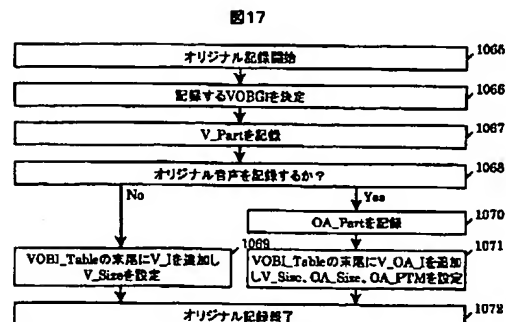 図17
オリジナル記録開始
1065
記録するVOBGIを決定
1066
V_Partを記録
1067
オリジナル音声を記録するか?
1068
No
Yes
OA_Partを記録
1070
VOBI_Tableの末尾にV_Iを追加し
V_Sizeを設定
1069
VOBI_Tableの末尾にV_OA_Iを追加
しV_Size、OA_Size、OA_PTMを設定
1071
オリジナル記録終了
1072